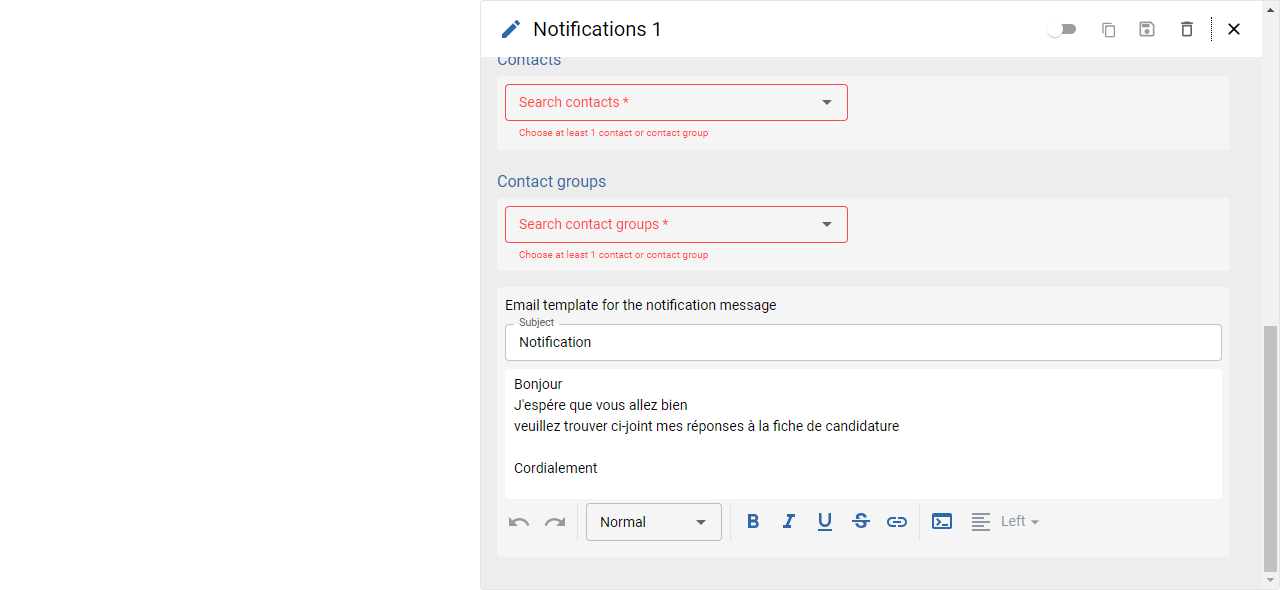 Notifications 1
Contacts
Search contacts *
Choose at least 1 contact or contact group
Contact groups
Search contact groups *
Choose at least 1 contact or contact group
Email template for the notification message
Subject
Notification
Bonjour
J'espére que vous allez bien
veuillez trouver ci-joint mes réponses à la fiche de candidature
Cordialement
Normal
B I U S Left